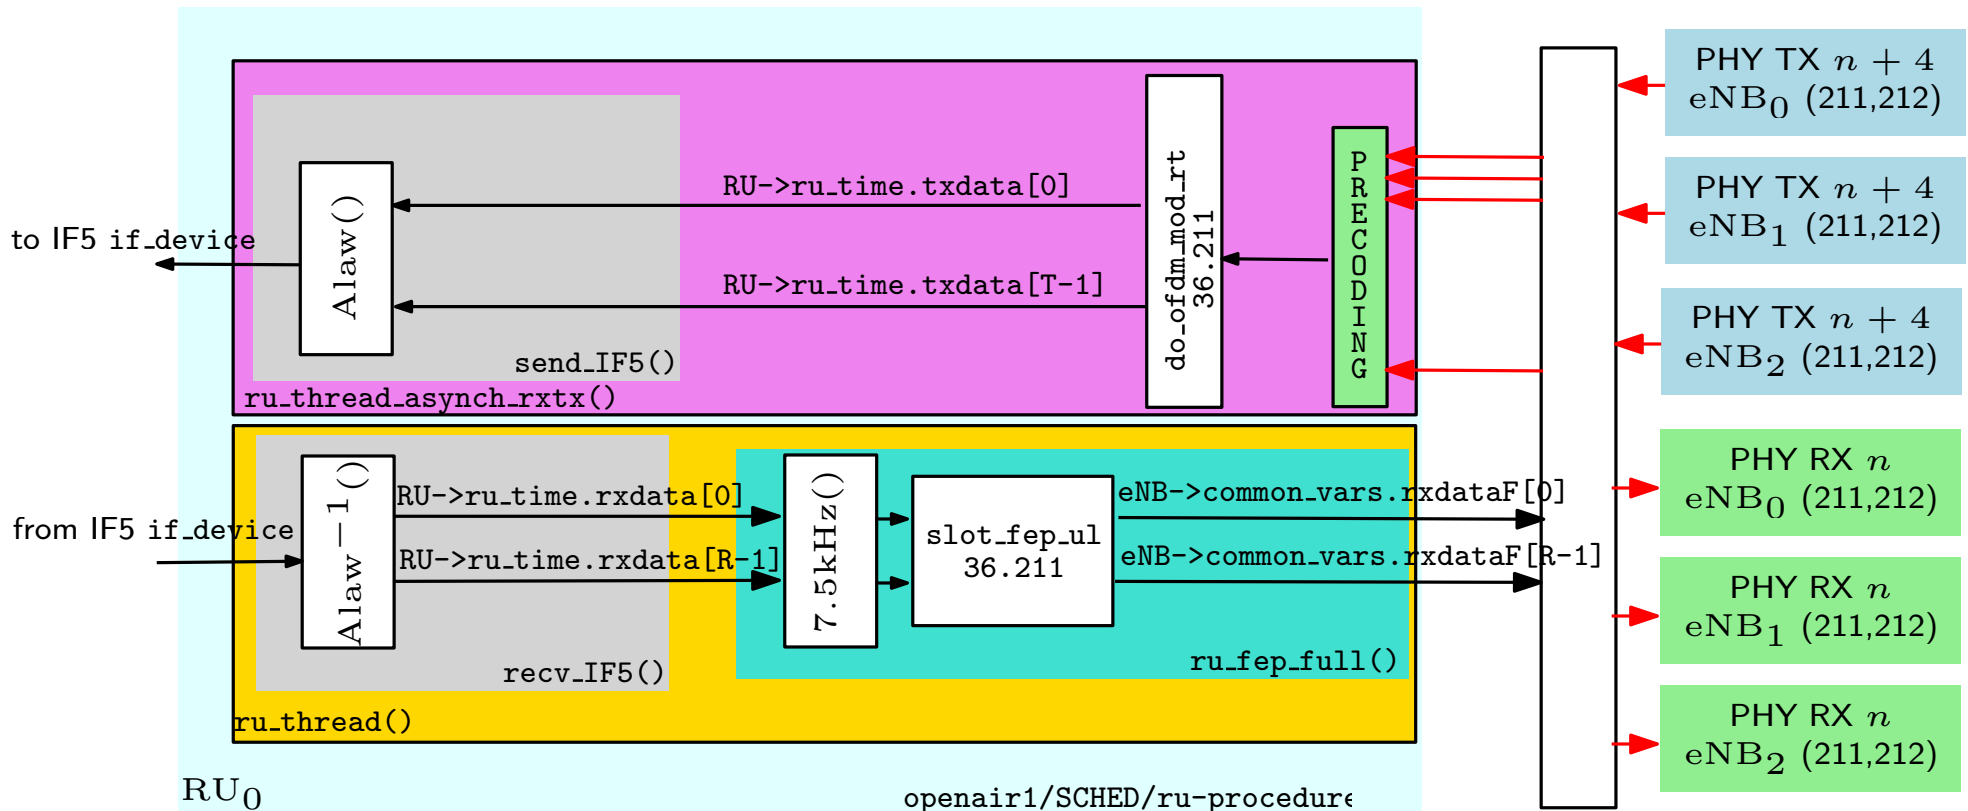 PHY TX n + 4
eNB0 (211,212)
PHY TX n + 4
eNB1 (211,212)
PHY TX n + 4
eNB2 (211,212)
PRECODING
do_ofdm_mod_rt
36.211
RU->ru_time.txdata[0]
RU->ru_time.txdata[T-1]
Alaw()
to IF5 if_device
send_IF5()
ru_thread_asynch_rxtx()
from IF5 if_device
Alaw−1()
RU->ru_time.rxdata[0]
RU->ru_time.rxdata[R-1]
7.5kHz()
slot_fep_ul
36.211
eNB->common_vars.rxdataF[0]
eNB->common_vars.rxdataF[R-1]
recv_IF5()
ru_fep_full()
ru_thread()
PHY RX n
eNB0 (211,212)
PHY RX n
eNB1 (211,212)
PHY RX n
eNB2 (211,212)
RU0
openair1/SCHED/ru-procedure